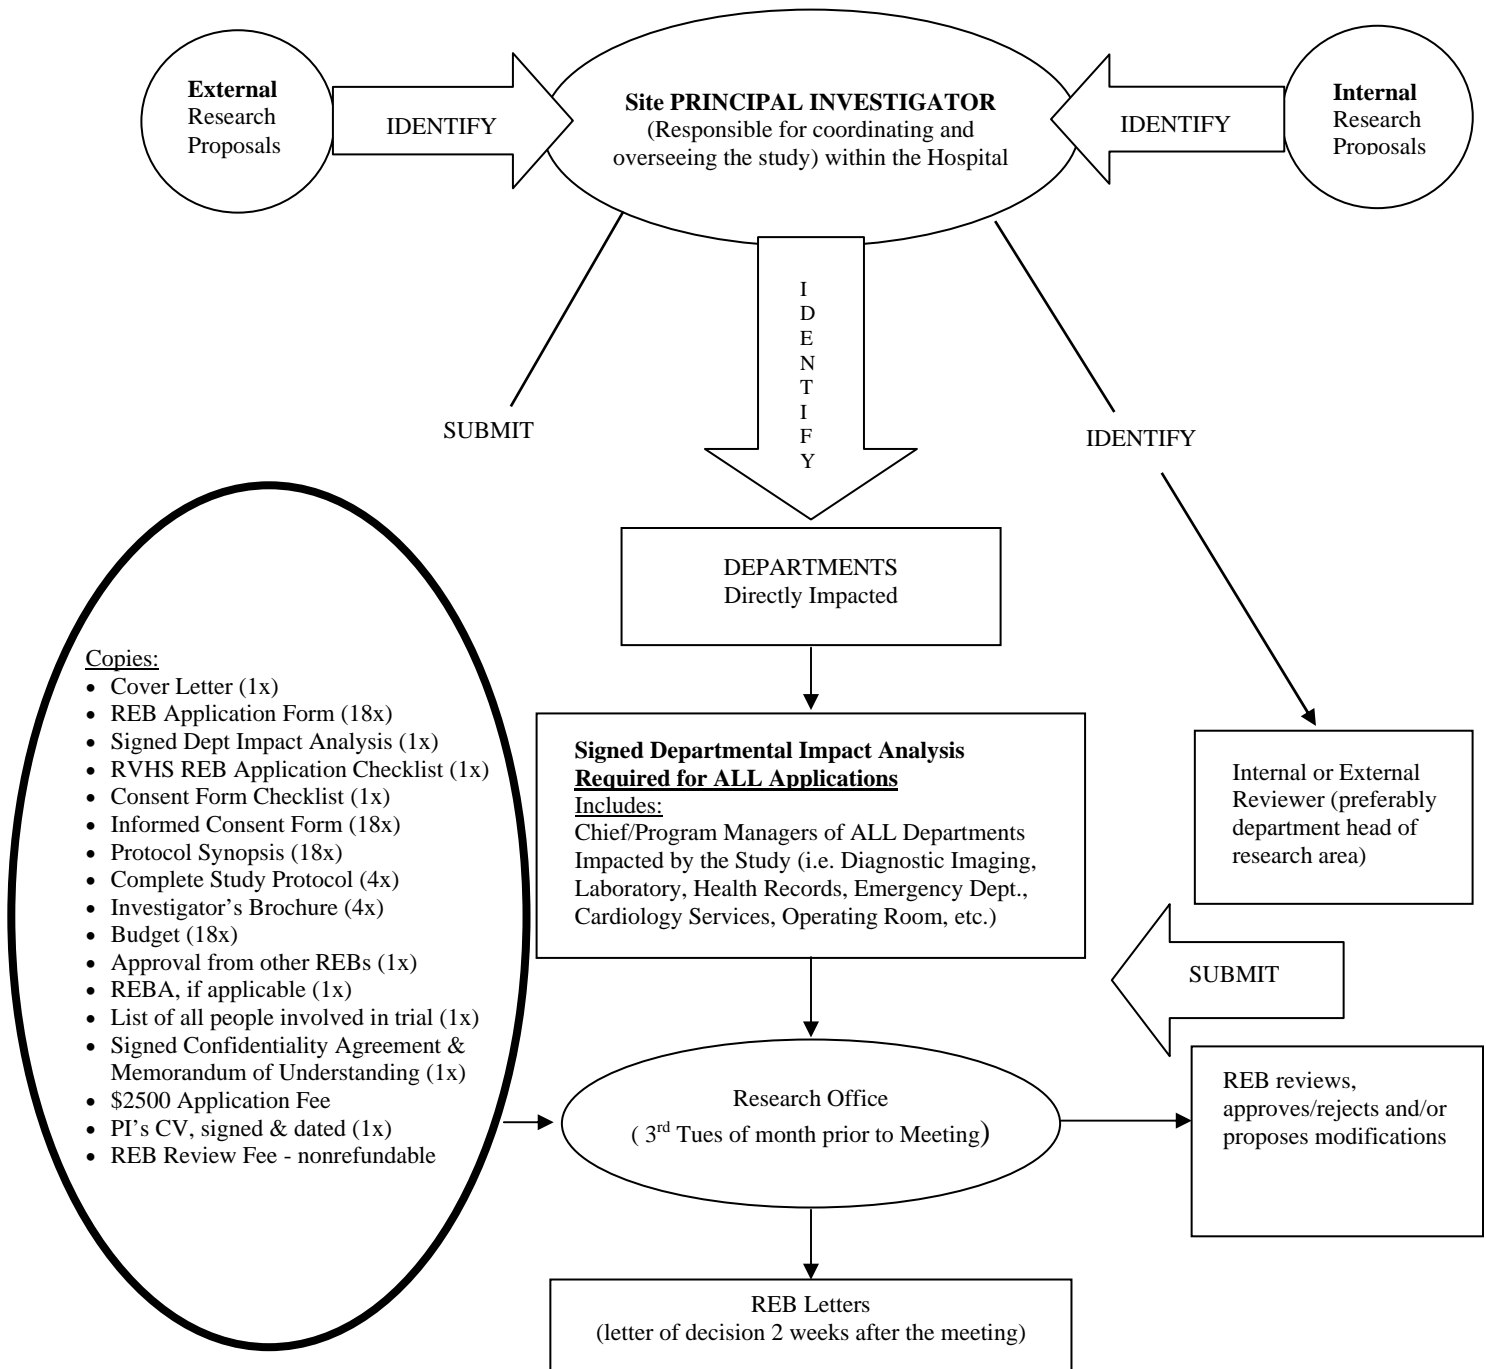 External
Research
Proposals
IDENTIFY
Site PRINCIPAL INVESTIGATOR
(Responsible for coordinating and
overseeing the study) within the Hospital
IDENTIFY
Internal
Research
Proposals
SUBMIT
I
D
E
N
T
I
F
Y
IDENTIFY
DEPARTMENTS
Directly Impacted
Copies:
• Cover Letter (1x)
• REB Application Form (18x)
• Signed Dept Impact Analysis (1x)
• RVHS REB Application Checklist (1x)
• Consent Form Checklist (1x)
• Informed Consent Form (18x)
• Protocol Synopsis (18x)
• Complete Study Protocol (4x)
• Investigator’s Brochure (4x)
• Budget (18x)
• Approval from other REBs (1x)
• REBA, if applicable (1x)
• List of all people involved in trial (1x)
• Signed Confidentiality Agreement &
Memorandum of Understanding (1x)
• $2500 Application Fee
• PI’s CV, signed & dated (1x)
• REB Review Fee - nonrefundable
Signed Departmental Impact Analysis
Required for ALL Applications
Includes:
Chief/Program Managers of ALL Departments
Impacted by the Study (i.e. Diagnostic Imaging,
Laboratory, Health Records, Emergency Dept.,
Cardiology Services, Operating Room, etc.)
Internal or External
Reviewer (preferably
department head of
research area)
SUBMIT
Research Office
( 3rd Tues of month prior to Meeting)
REB reviews,
approves/rejects and/or
proposes modifications
REB Letters
(letter of decision 2 weeks after the meeting)